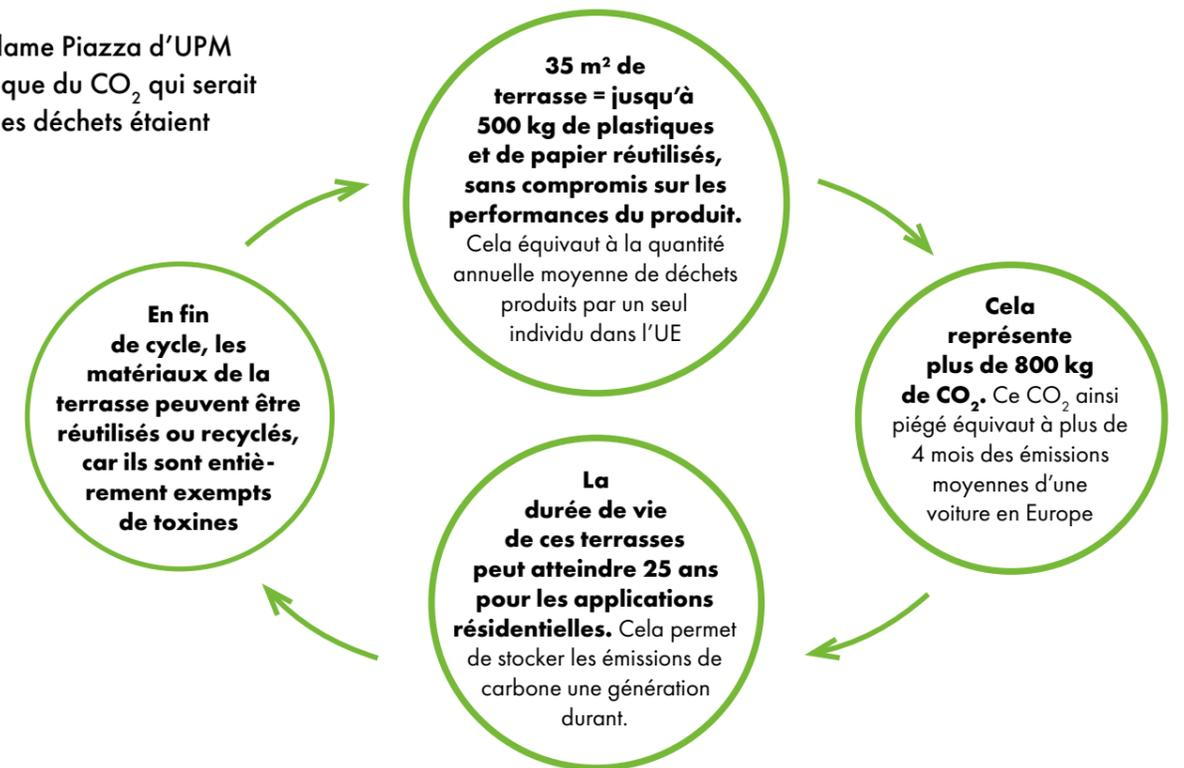 lame Piazza d’UPM
que du CO₂ qui serait
es déchets étaient
35 m² de
terrasse = jusqu’à
500 kg de plastiques
et de papier réutilisés,
sans compromis sur les
performances du produit.
Cela équivaut à la quantité
annuelle moyenne de déchets
produits par un seul
individu dans l’UE
Cela
représente
plus de 800 kg
de CO₂. Ce CO₂ ainsi
piégé équivaut à plus de
4 mois des émissions
moyennes d’une
voiture en Europe
La
durée de vie
de ces terrasses
peut atteindre 25 ans
pour les applications
résidentielles. Cela permet
de stocker les émissions de
carbone une génération
durant.
En fin
de cycle, les
matériaux de la
terrasse peuvent être
réutilisés ou recyclés,
car ils sont entiè-
rement exempts
de toxines